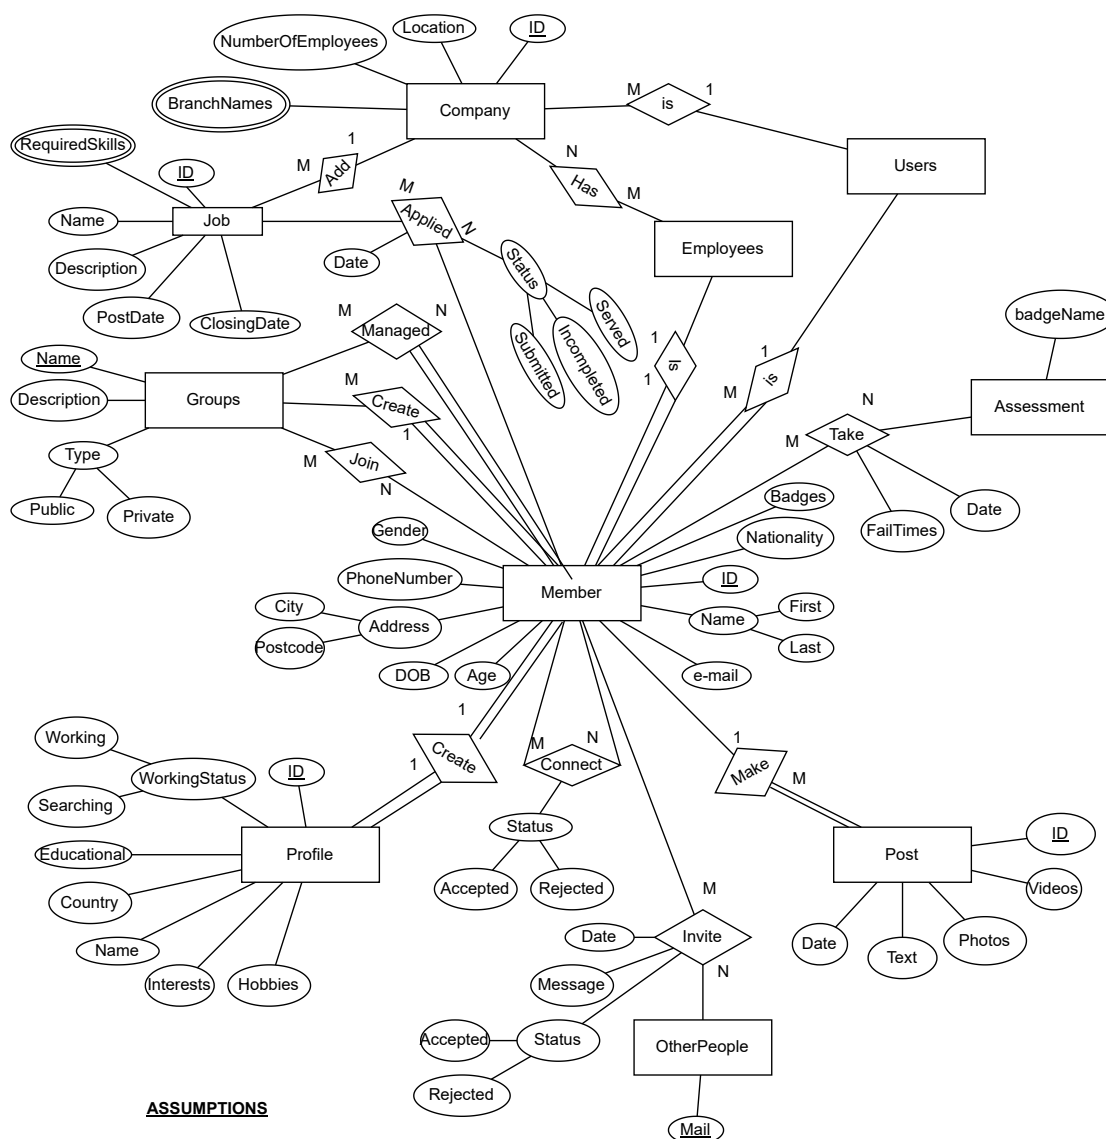 Location
ID
NumberOfEmployees
BranchNames
Company
M
is
1
RequiredSkills
1
M
Add
N
Has
M
Users
ID
Name
Job
M
Applied
N
Employees
Description
Date
Status
Served
PostDate
ClosingDate
Submitted
Incompleted
badgeName
M
N
Managed
1
Is
1
1
is
M
Name
Description
Groups
M
Create
1
N
Take
M
Assessment
Type
Public
Private
M
Join
N
FailTimes
Date
Gender
Badges
Nationality
PhoneNumber
Member
ID
City
Address
Postcode
Name
First
Last
DOB
Age
e-mail
1
Create
1
M
N
Connect
1
Make
M
Working
WorkingStatus
ID
Searching
Educational
Profile
Country
Name
Interests
Hobbies
Status
Accepted
Rejected
Post
ID
Videos
Date
Text
Photos
M
Date
Invite
N
Message
Accepted
Status
Rejected
OtherPeople
Mail
ASSUMPTIONS